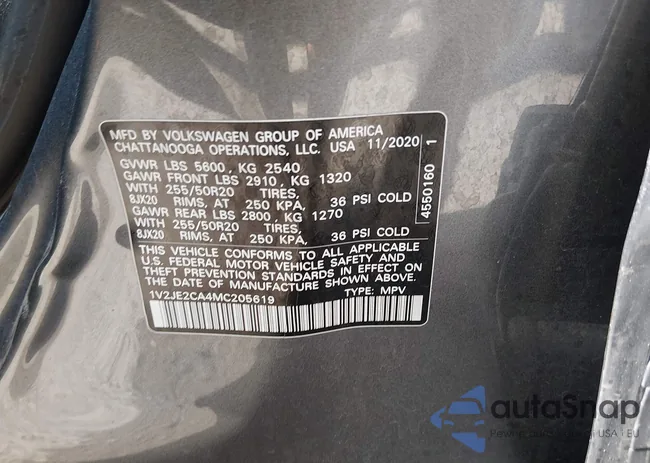 MFD BY VOLKSWAGEN GROUP OF AMERICA
CHATTANOOGA OPERATIONS, LLC. USA 11/2020
GVWR LBS 5600 , KG 2540
GAWR FRONT LBS 2910 , KG 1320
WITH 255/50R20 TIRES,
8JX20 RIMS, AT 250 KPA, 36 PSI COLD
GAWR REAR LBS 2800 , KG 1270
WITH 255/50R20 TIRES,
8JX20 RIMS, AT 250 KPA, 36 PSI COLD
THIS VEHICLE CONFORMS TO ALL APPLICABLE
U.S. FEDERAL MOTOR VEHICLE SAFETY AND
THEFT PREVENTION STANDARDS IN EFFECT ON
THE DATE OF MANUFACTURE SHOWN ABOVE.
1V2JE2CA4MC205619 TYPE: MPV
4550160 1
autaSnap
USA | EU